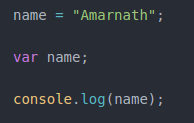 name = "Amarnath";
var name;
console.log(name);